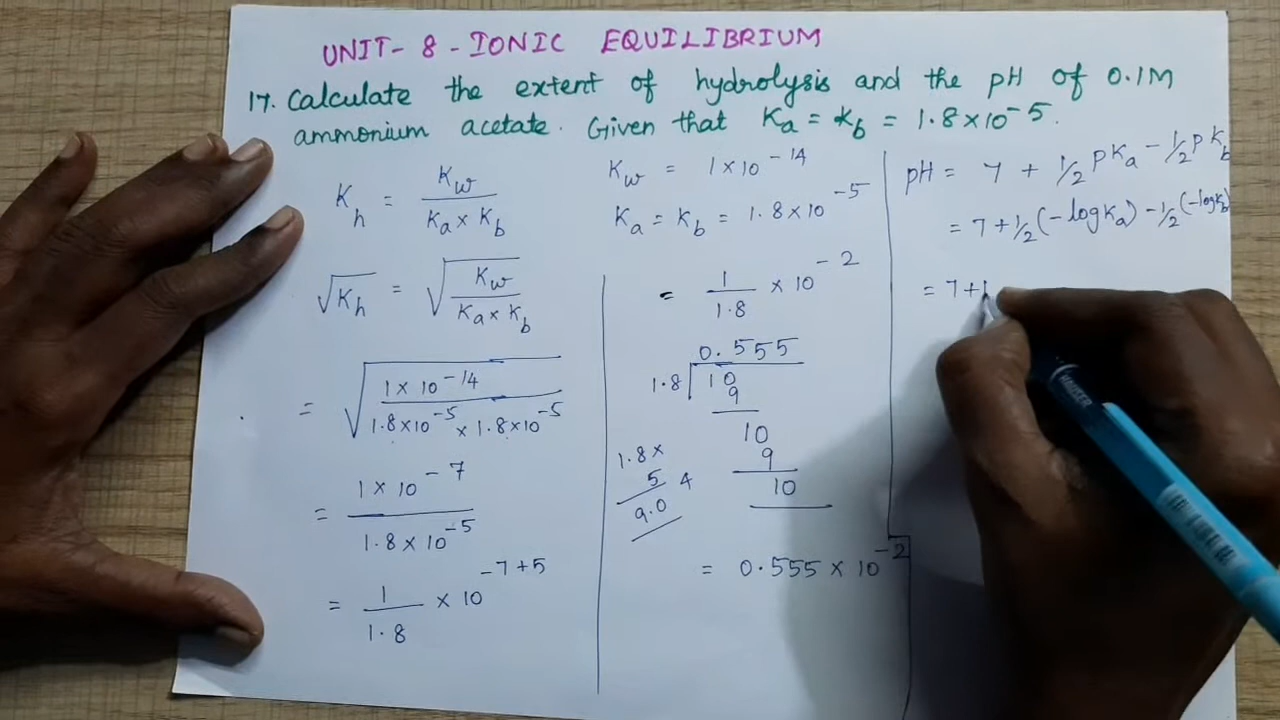 UNIT- 8 - IONIC EQUILIBRIUM
17. Calculate the extent of hydrolysis and the pH of 0.1M
ammonium acetate. Given that Ka = Kb = 1.8×10^-5.
Kh = Kw / Ka × Kb
√Kh = √(Kw / Ka × Kb)
= √(1 × 10^-14 / 1.8×10^-5 × 1.8×10^-5)
= 1 × 10^-7 / 1.8 × 10^-5
= 1 / 1.8 × 10^-7+5
Kw = 1×10^-14
Ka = Kb = 1.8×10^-5
= 1 / 1.8 × 10^-2
0.555
1.8 10
9
10
9
10
1.8 ×
5 4
9.0
= 0.555 × 10^-2
pH = 7 + 1/2 pKa - 1/2 pKb
= 7 + 1/2 (-log Ka) - 1/2 (-log Kb)
= 7 + 1